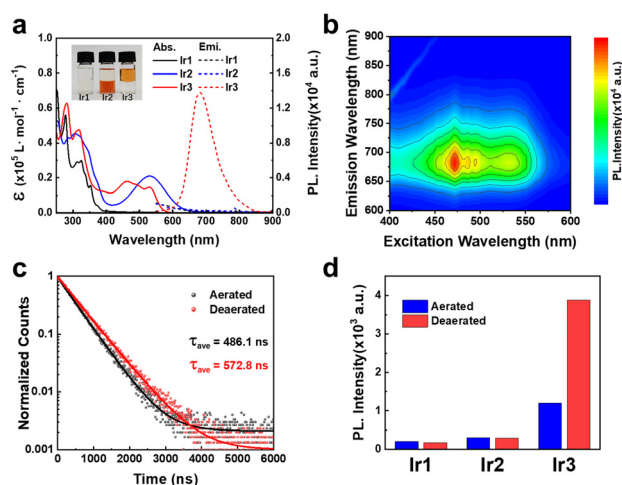 a
Abs. Emi.
Ir1 Ir1
Ir2 Ir2
Ir3 Ir3
Ir1 Ir2 Ir3
ε (x10⁵ L· mol⁻¹ · cm⁻¹)
1.0
0.8
0.6
0.4
0.2
0.0
2.0
1.6
1.2
0.8
0.4
0.0
PL. Intensity(x10⁴ a.u.)
300 400 500 600 700 800 900
Wavelength (nm)
b
Emission Wavelength (nm)
900
850
800
750
700
650
600
400 450 500 550 600
Excitation Wavelength (nm)
PL.Intensity(x10⁴ a.u.)
c
Normalized Counts
1
0.1
0.01
0.001
Aerated
Deaerated
τave = 486.1 ns
τave = 572.8 ns
0 1000 2000 3000 4000 5000 6000
Time (ns)
d
PL. Intensity(x10³ a.u.)
4
3
2
1
0
Aerated
Deaerated
Ir1 Ir2 Ir3